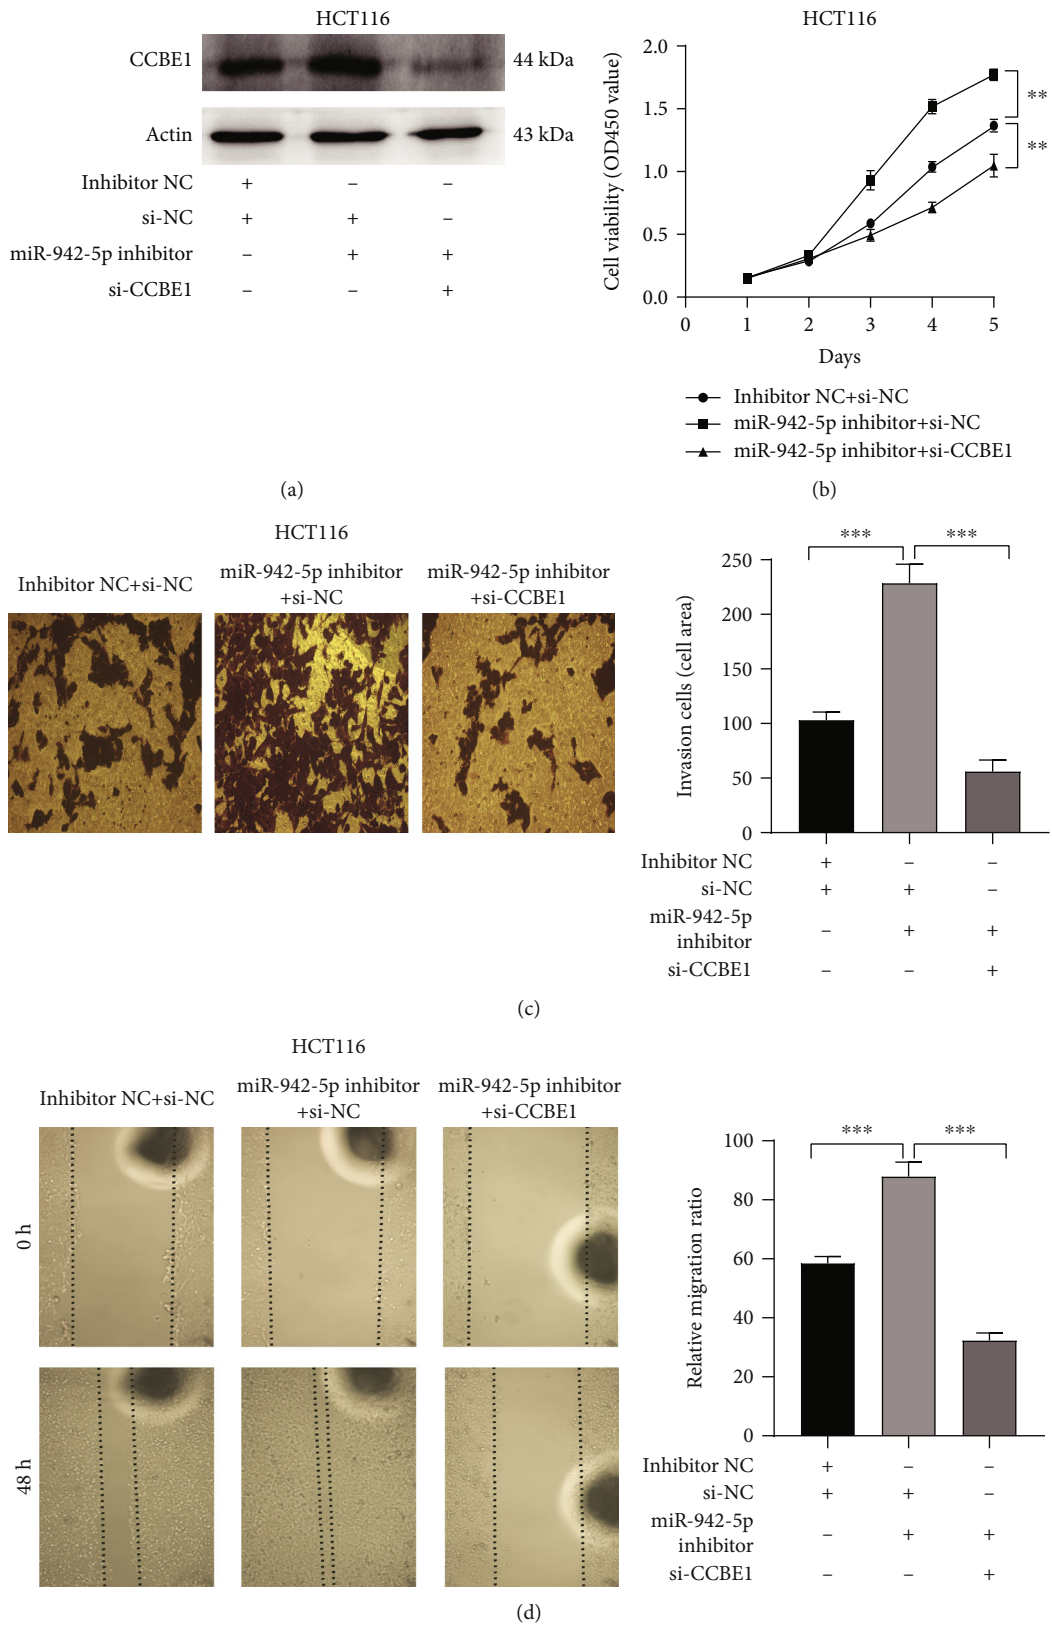 HCT116
CCBE1 44 kDa
Actin 43 kDa
Inhibitor NC + – –
si-NC + + –
miR-942-5p inhibitor – + +
si-CCBE1 – – +
(a)
HCT116
Cell viability (OD450 value)
2.0
1.5
1.0
0.5
0.0
0 1 2 3 4 5
Days
**
**
Inhibitor NC+si-NC
miR-942-5p inhibitor+si-NC
miR-942-5p inhibitor+si-CCBE1
(b)
HCT116
Inhibitor NC+si-NC
miR-942-5p inhibitor
+si-NC
miR-942-5p inhibitor
+si-CCBE1
Invasion cells (cell area)
250
200
150
100
50
0
*** ***
Inhibitor NC + – –
si-NC + + –
miR-942-5p
inhibitor – + +
si-CCBE1 – – +
(c)
HCT116
Inhibitor NC+si-NC
miR-942-5p inhibitor
+si-NC
miR-942-5p inhibitor
+si-CCBE1
0 h
48 h
Relative migration ratio
100
80
60
40
20
0
*** ***
Inhibitor NC + – –
si-NC + + –
miR-942-5p
inhibitor – + +
si-CCBE1 – – +
(d)